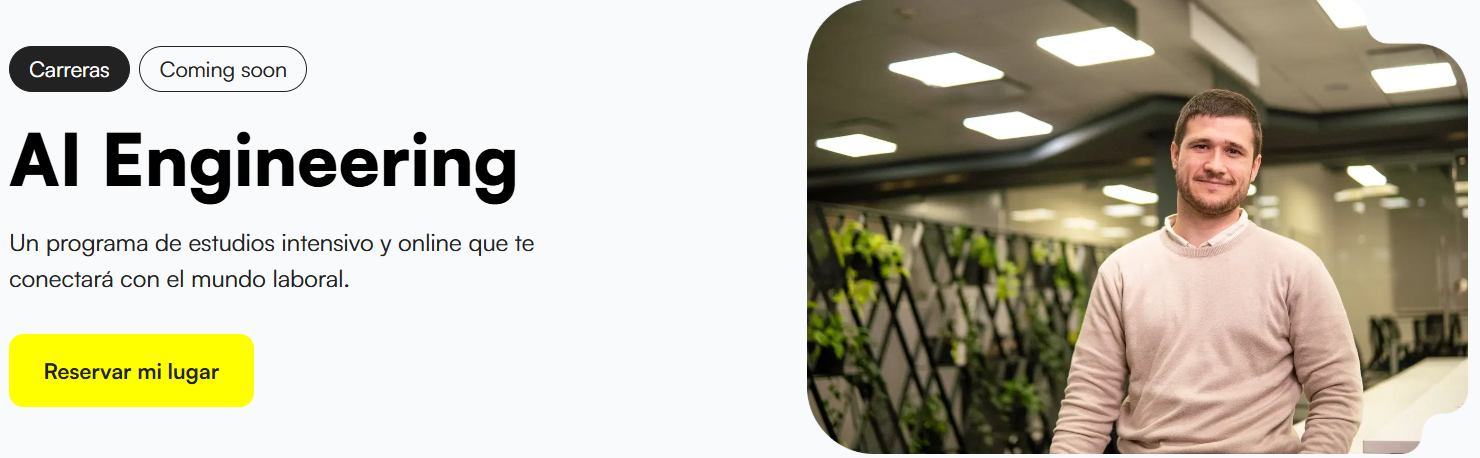 Carreras
Coming soon
AI Engineering
Un programa de estudios intensivo y online que te
conectará con el mundo laboral.
Reservar mi lugar